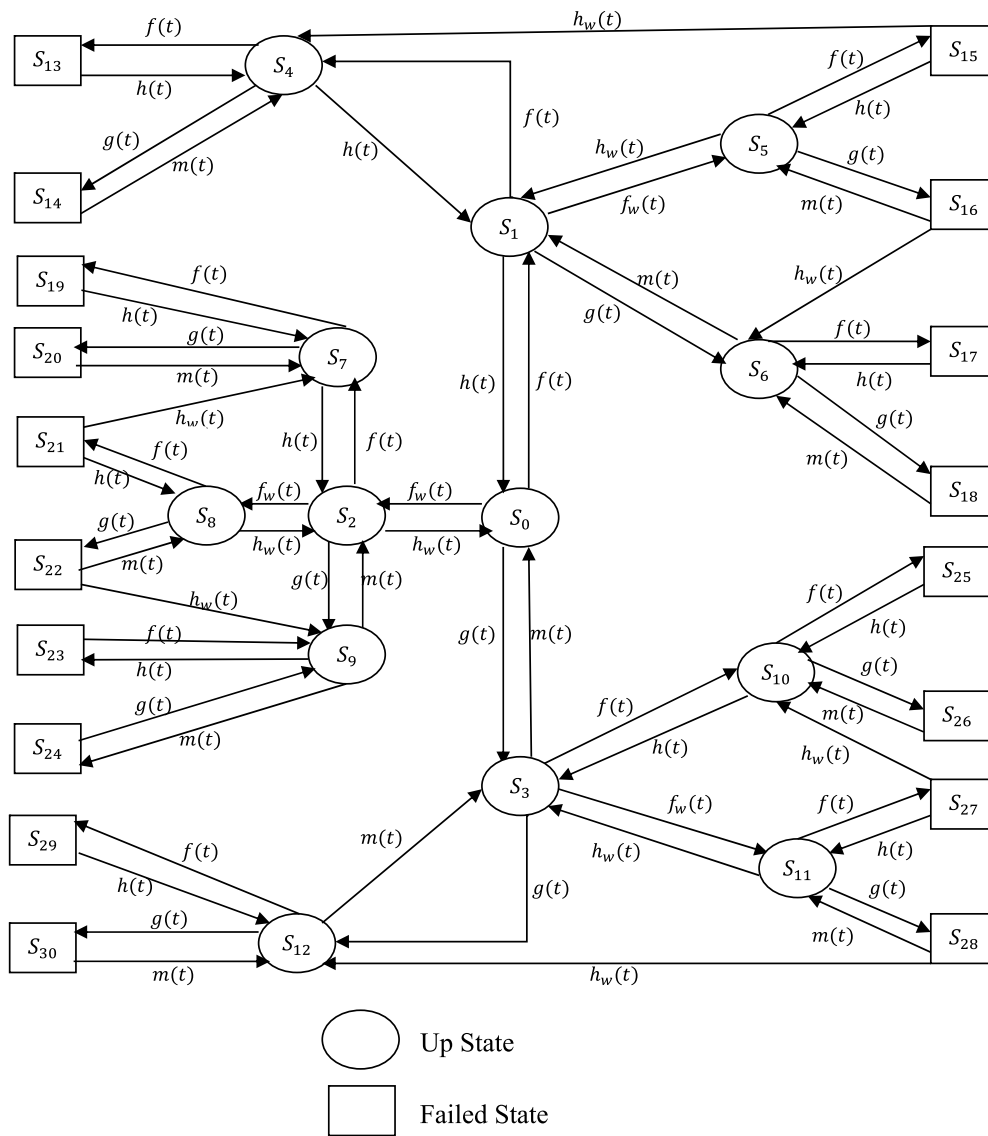 f(t)
h_w(t)
S_13
S_4
S_15
h(t)
f(t)
h(t)
g(t)
f(t)
h_w(t)
S_5
g(t)
h(t)
m(t)
S_14
f_w(t)
m(t)
S_16
S_1
S_19
f(t)
m(t)
h_w(t)
h(t)
g(t)
g(t)
f(t)
S_20
S_7
S_17
m(t)
S_6
h(t)
h(t)
f(t)
h_w(t)
g(t)
S_21
f(t)
h(t)
f(t)
m(t)
h(t)
S_18
f_w(t)
f_w(t)
g(t)
S_8
S_2
S_0
h_w(t)
h_w(t)
S_22
m(t)
S_25
g(t)
m(t)
f(t)
h_w(t)
h(t)
S_23
f(t)
g(t)
m(t)
S_9
h(t)
S_10
g(t)
g(t)
f(t)
m(t)
S_26
S_24
m(t)
h(t)
h_w(t)
S_3
f_w(t)
f(t)
S_27
S_29
m(t)
f(t)
h_w(t)
h(t)
S_11
h(t)
g(t)
g(t)
g(t)
m(t)
S_28
S_30
S_12
m(t)
h_w(t)
Up State
Failed State